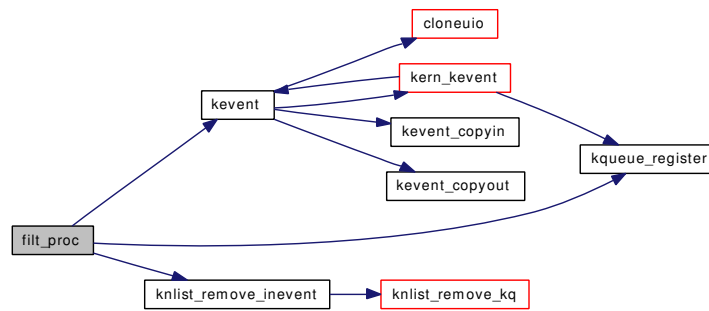 cloneuio
kern_kevent
kevent
kevent_copyin
kqueue_register
kevent_copyout
filt_proc
knlist_remove_inevent
knlist_remove_kq